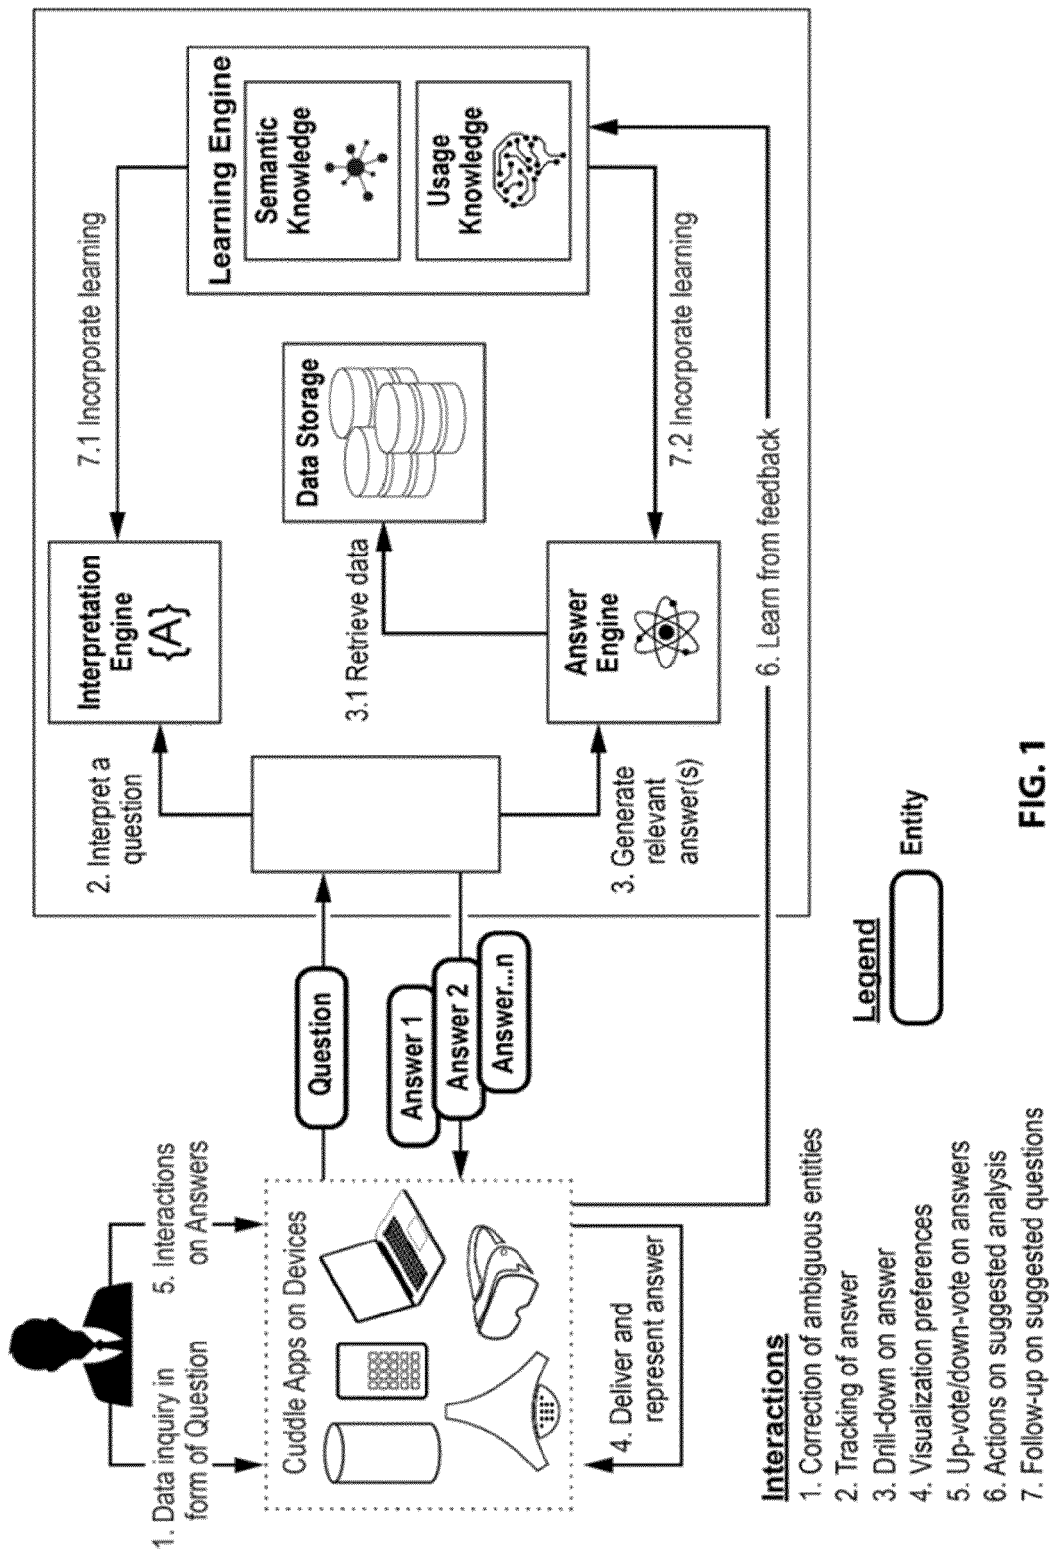 1. Data inquiry in
form of Question
5. Interactions
on Answers
Cuddle Apps on Devices
4. Deliver and
represent answer
Question
Answer 1
Answer 2
Answer...n
2. Interpret a
question
3. Generate
relevant
answer(s)
Interpretation
Engine
{A}
3.1 Retrieve data
Answer
Engine
Data Storage
7.1 Incorporate learning
7.2 Incorporate learning
6. Learn from feedback
Learning Engine
Semantic
Knowledge
Usage
Knowledge
Interactions
1. Correction of ambiguous entities
2. Tracking of answer
3. Drill-down on answer
4. Visualization preferences
5. Up-vote/down-vote on answers
6. Actions on suggested analysis
7. Follow-up on suggested questions
Legend
Entity
FIG. 1